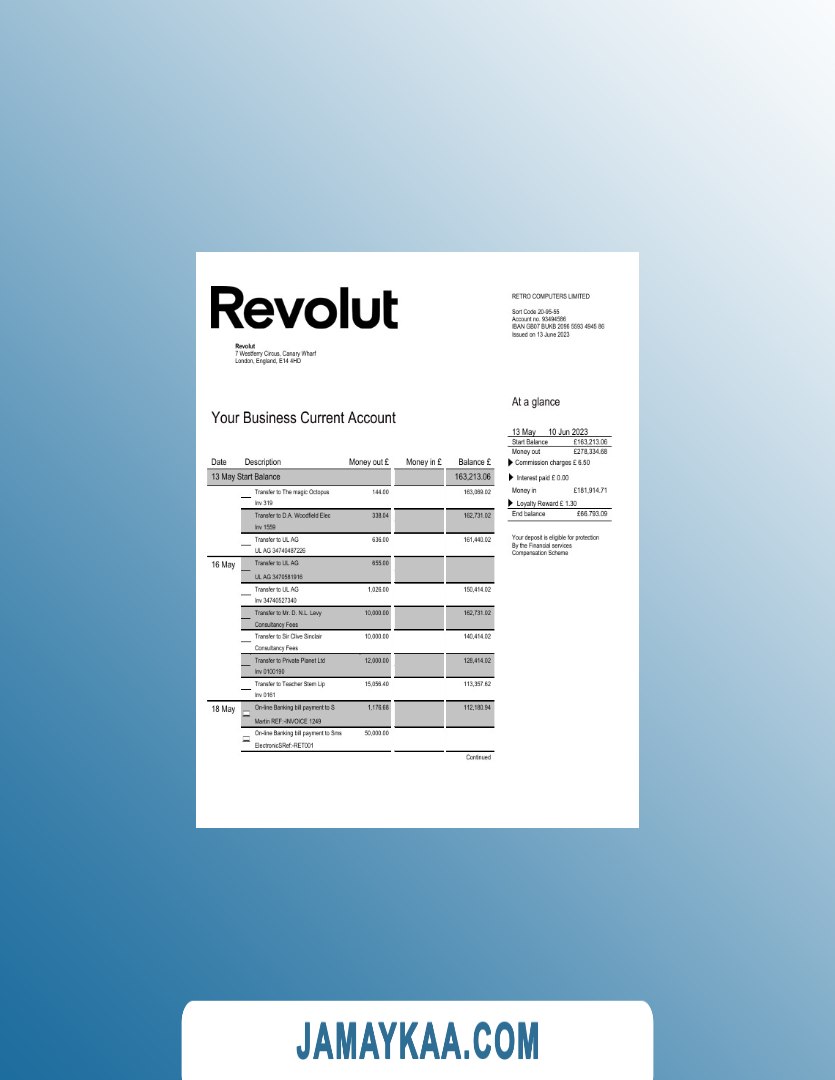 Revolut
RETRO COMPUTERS LIMITED
Sort Code 20-95-55
Account no. 93494586
IBAN GB07 BUKB 2096 5593 4945 86
Issued on 13 June 2023
Revolut
7 Westferry Circus, Canary Wharf
London, England, E14 4HD
At a glance
Your Business Current Account
13 May 10 Jun 2023
Start Balance £163,213.06
Money out £278,334.68
Commission charges £ 6.50
Interest paid £ 0.00
Money in £181,914.71
Loyalty Reward £ 1.30
End balance £66.793.09
Your deposit is eligible for protection
By the Financial services
Compensation Scheme
Date Description Money out £ Money in £ Balance £
13 May Start Balance 163,213.06
Transfer to The magic Octopus 144.00 163,069.02
Inv 319
Transfer to D.A. Woodfield Elec 338.04 162,731.02
Inv 1559
Transfer to UL AG 636.00 161,440.02
UL AG 34740487226
16 May Transfer to UL AG 655.00
UL AG 3470581916
Transfer to UL AG 1,026.00 150,414.02
Inv 34740527340
Transfer to Mr. D. N.L. Levy 10,000.00 162,731.02
Consultancy Fees
Transfer to Sir Clive Sinclair 10,000.00 140,414.02
Consultancy Fees
Transfer to Private Planet Ltd 12,000.00 128,414.02
Inv 0100190
Transfer to Teacher Stem Lip 15,056.40 113,357.62
Inv 0161
18 May On-line Banking bill payment to S 1,176.68 112,180.94
Martin REF:-INVOICE 1249
On-line Banking bill payment to Sms 50,000.00
ElectronicSRef:-RET001
Continued
JAMAYKAA.COM